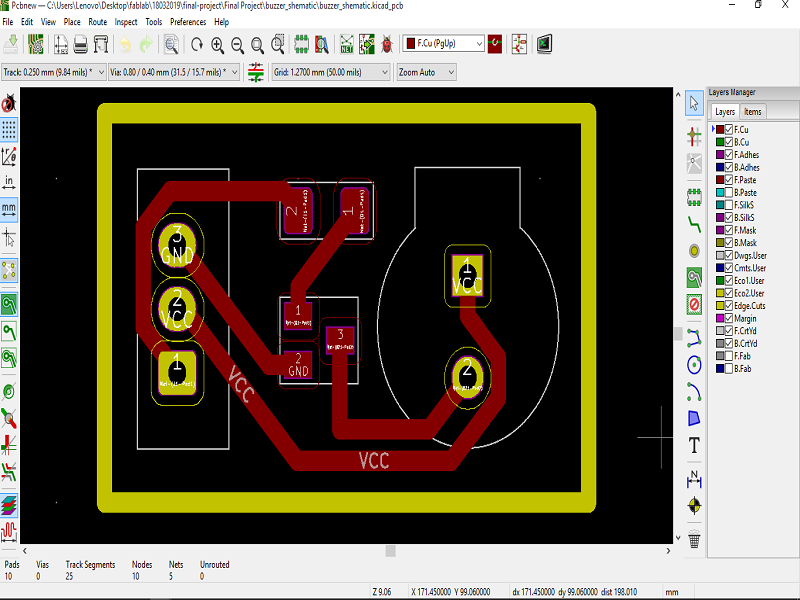 Pcbnew — C:\Users\Lenovo\Desktop\fablab\18032019\final-project\Final Project\buzzer_shematic\buzzer_shematic.kicad_pcb
File Edit View Place Route Inspect Tools Preferences Help
F.Cu (PgUp)
Track: 0.250 mm (9.84 mils) * Via: 0.80 / 0.40 mm (31.5 / 15.7 mils) * Grid: 1.2700 mm (50.00 mils) Zoom Auto
in
mm
NET
T
N
Layers Manager
Layers Items
F.Cu
B.Cu
F.Adhes
B.Adhes
F.Paste
B.Paste
F.SilkS
B.SilkS
F.Mask
B.Mask
Dwgs.User
Cmts.User
Eco1.User
Eco2.User
Edge.Cuts
Margin
F.CrtYd
B.CrtYd
F.Fab
B.Fab
2
1
3
GND
2
VCC
1
1
3
2
GND
1
VCC
2
VCC
VCC
Pads Vias Track Segments Nodes Nets Unrouted
10 0 25 10 5 0
Z 9.06 X 171.450000 Y 99.060000 dx 171.450000 dy 99.060000 dist 198.010 mm